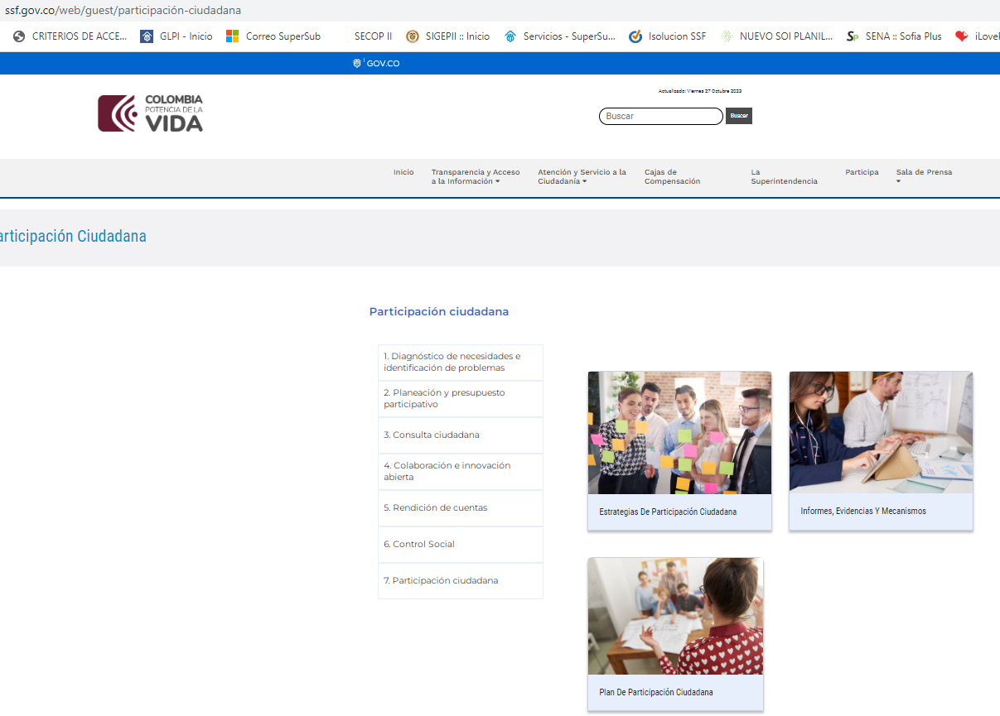 ssf.gov.co/web/guest/participación-ciudadana
CRITERIOS DE ACCE... GLPI - Inicio Correo SuperSub SECOP II SIGEPII :: Inicio Servicios - SuperSu... Isolucion SSF NUEVO SOI PLANIL... SENA :: Sofia Plus iLove
GOV.CO
Actualizado: Viernes 27 Octubre 2023
COLOMBIA
POTENCIA DE LA
VIDA
Buscar Buscar
Inicio
Transparencia y Acceso
a la Información
Atención y Servicio a la
Ciudadanía
Cajas de
Compensación
La
Superintendencia
Participa
Sala de Prensa
articipación Ciudadana
Participación ciudadana
1. Diagnóstico de necesidades e
identificación de problemas
2. Planeación y presupuesto
participativo
3. Consulta ciudadana
4. Colaboración e innovación
abierta
5. Rendición de cuentas
6. Control Social
7. Participación ciudadana
Estrategias De Participación Ciudadana
Informes, Evidencias Y Mecanismos
Plan De Participación Ciudadana